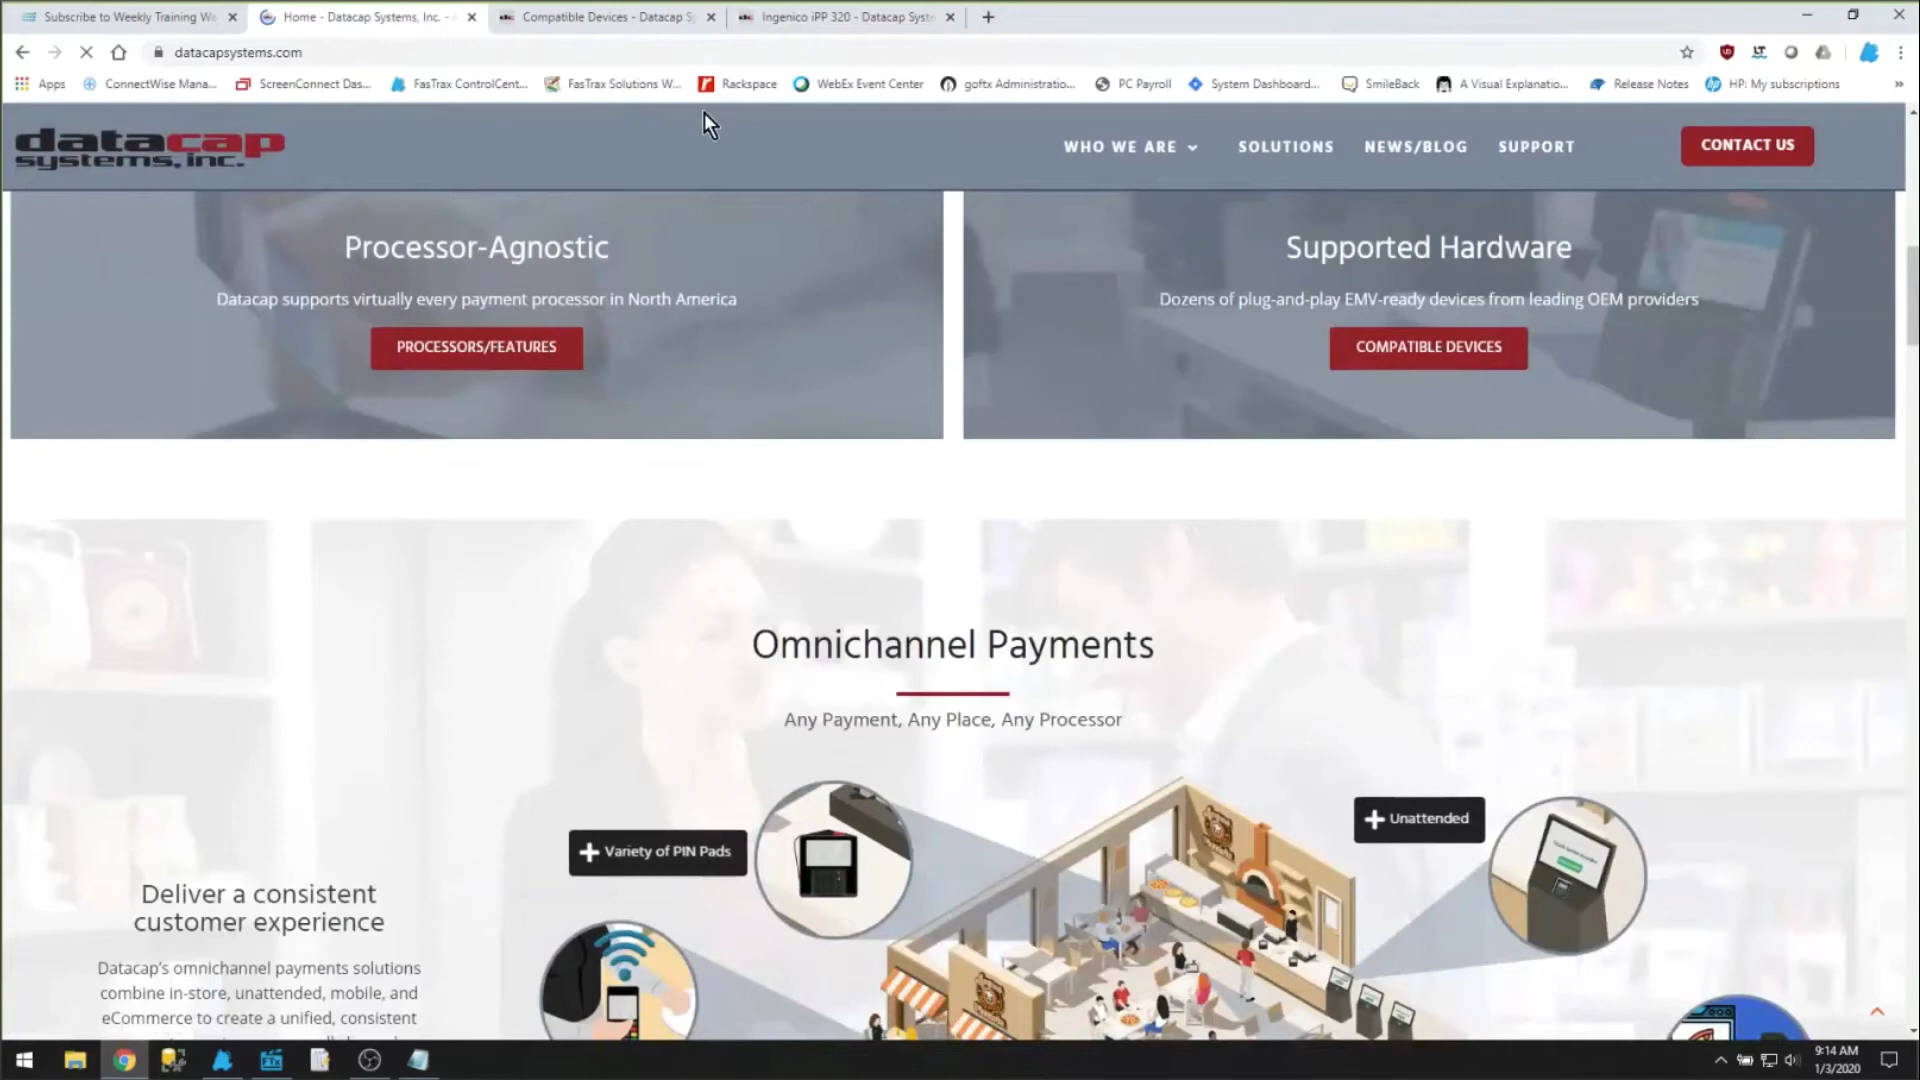 Subscribe to Weekly Training We
Home - Datacap Systems, Inc. -
Compatible Devices - Datacap S
Ingenico iPP 320 - Datacap Syst
datacapsystems.com
Apps
ConnectWise Mana...
ScreenConnect Das...
FasTrax ControlCent...
FasTrax Solutions W...
Rackspace
WebEx Event Center
goftx Administratio...
PC Payroll
System Dashboard...
SmileBack
A Visual Explanatio...
Release Notes
HP: My subscriptions
datacap
systems, inc.
WHO WE ARE
SOLUTIONS
NEWS/BLOG
SUPPORT
CONTACT US
Processor-Agnostic
Datacap supports virtually every payment processor in North America
PROCESSORS/FEATURES
Supported Hardware
Dozens of plug-and-play EMV-ready devices from leading OEM providers
COMPATIBLE DEVICES
Omnichannel Payments
Any Payment, Any Place, Any Processor
Variety of PIN Pads
Unattended
Deliver a consistent
customer experience
Datacap's omnichannel payments solutions
combine in-store, unattended, mobile, and
eCommerce to create a unified, consistent
9:14 AM
1/3/2020